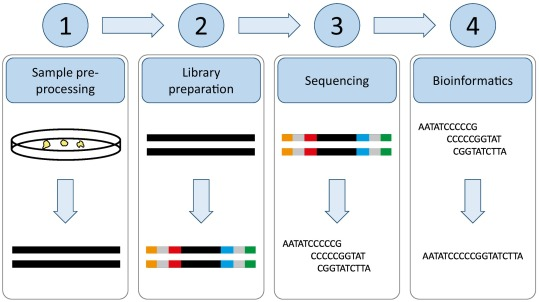 1
2
3
4
Sample pre-
processing
Library
preparation
Sequencing
Bioinformatics
AATATCCCCCG
CCCCCGGTAT
CGGTATCTTA
AATATCCCCCG
CCCCCGGTAT
CGGTATCTTA
AATATCCCCCGGTATCTTA